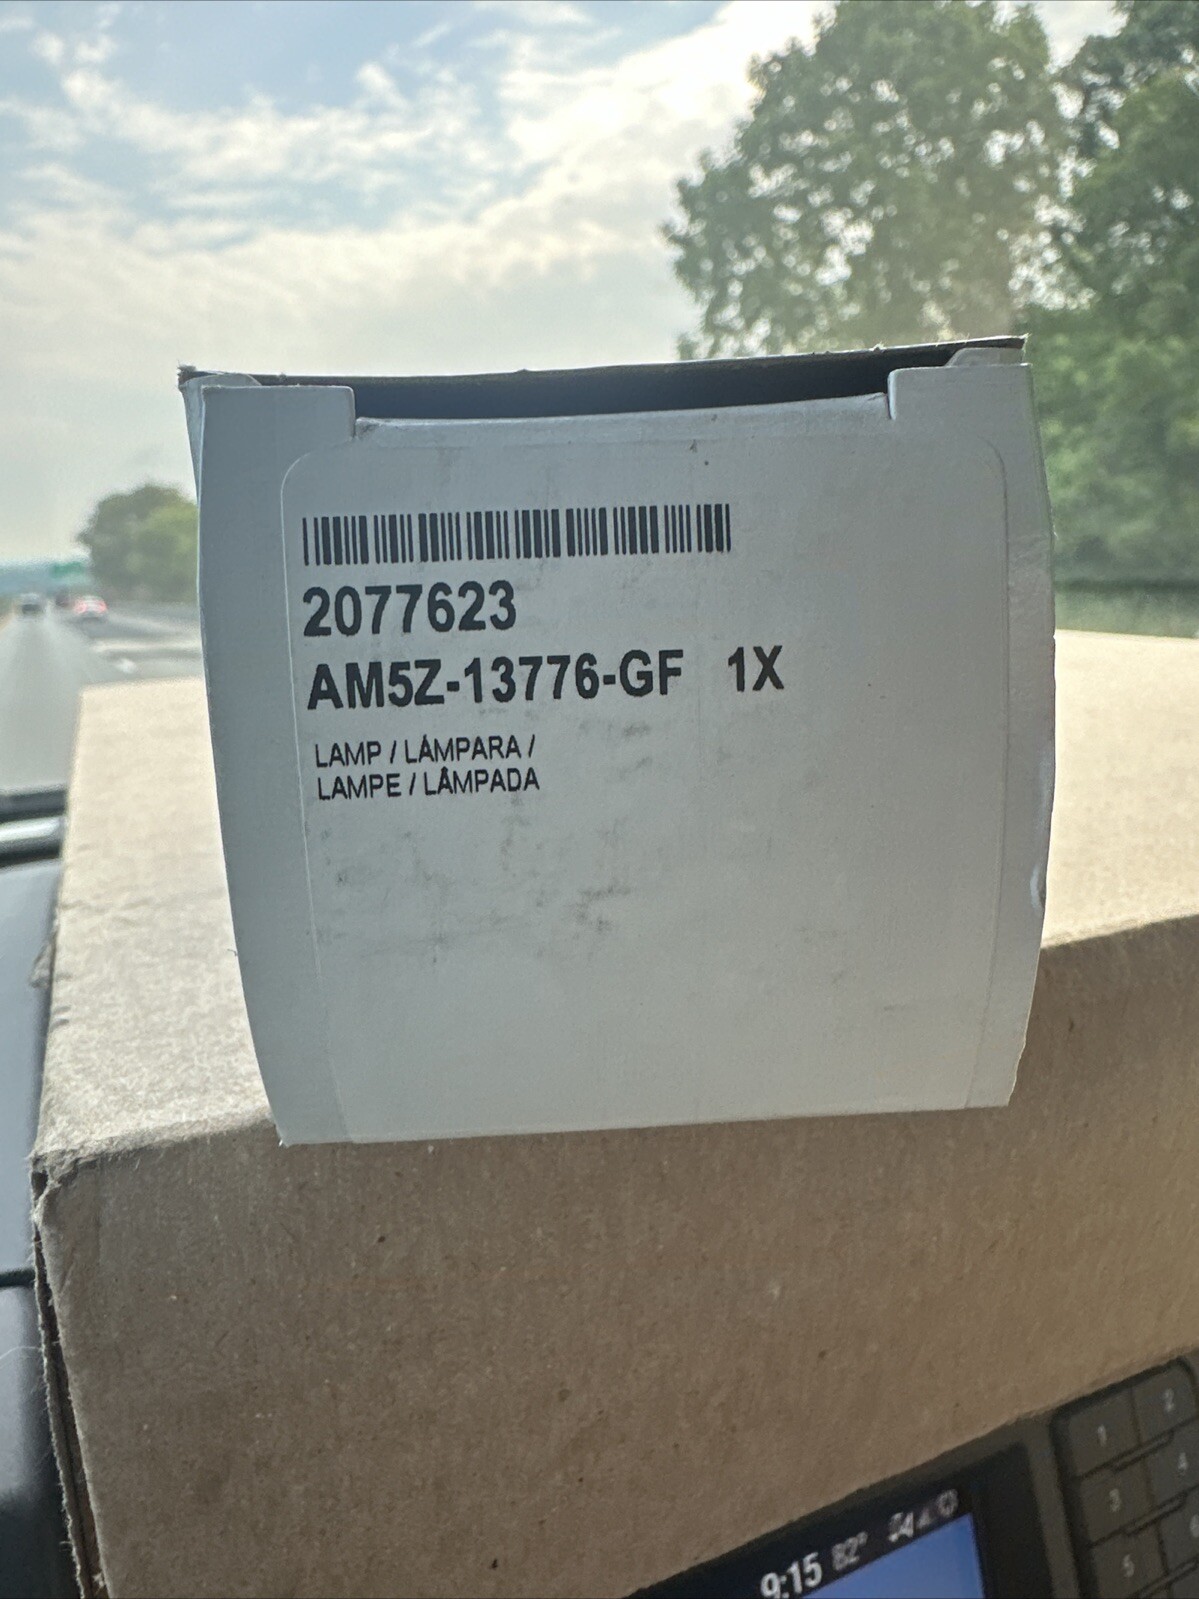 2077623
AM5Z-13776-GF 1X
LAMP / LÁMPARA /
LAMPE / LÂMPADA
9:15 82°
1 2
3 4
5